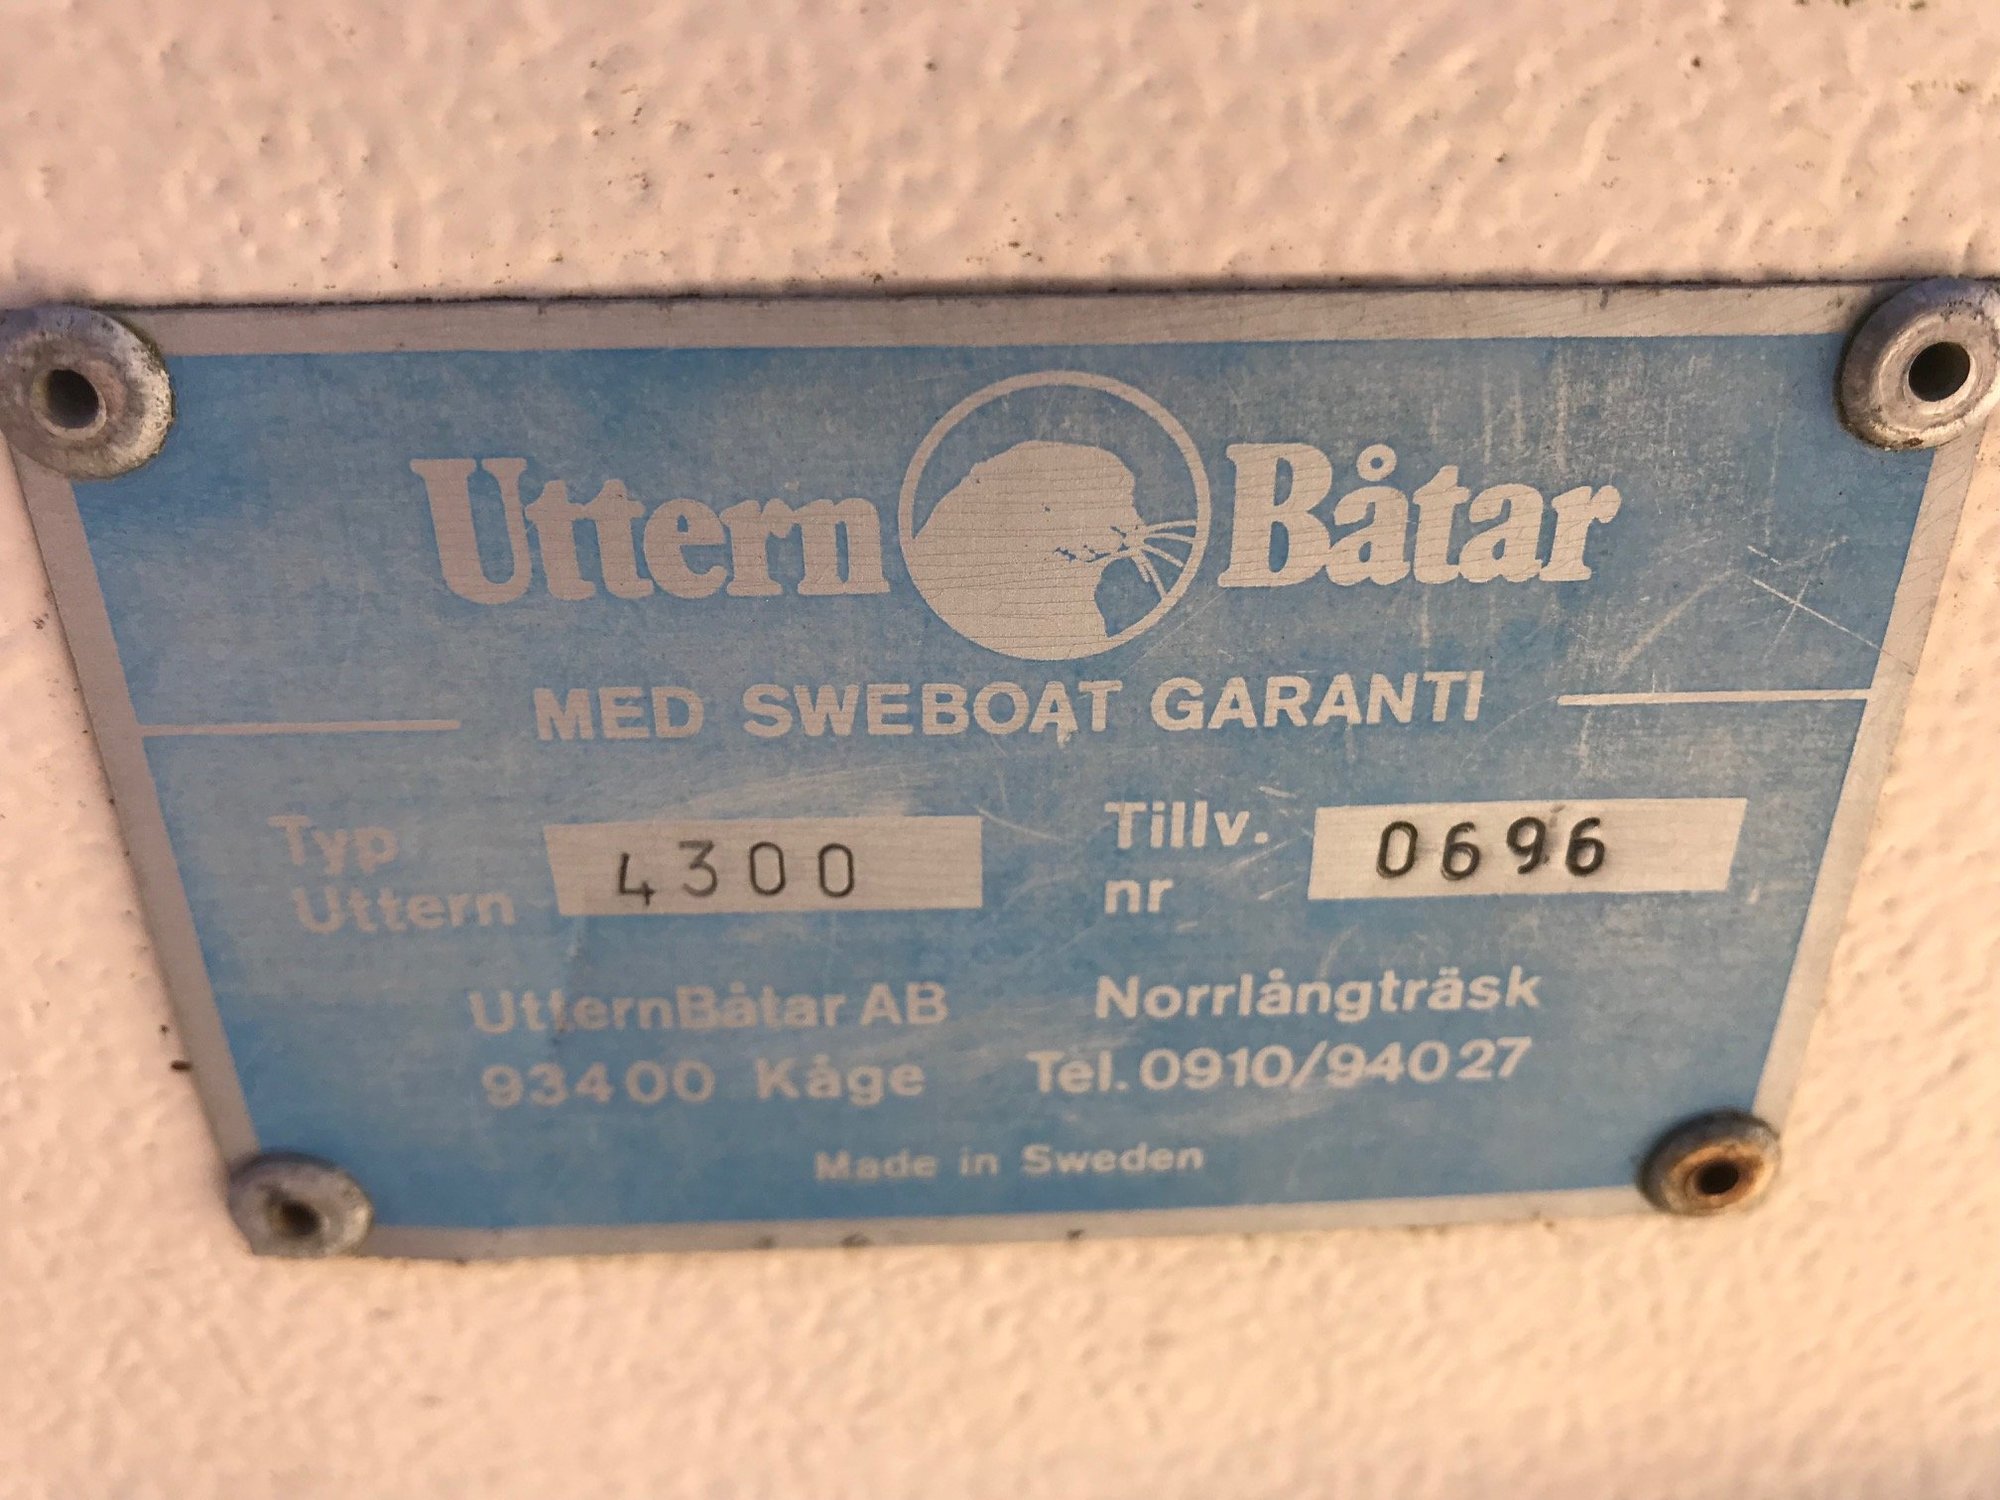 Uttern Båtar
MED SWEBOAT GARANTI
Typ Uttern 4300 Tillv. nr 0696
UtternBåtar AB Norrlångträsk
93400 Kåge Tel. 0910/94027
Made in Sweden